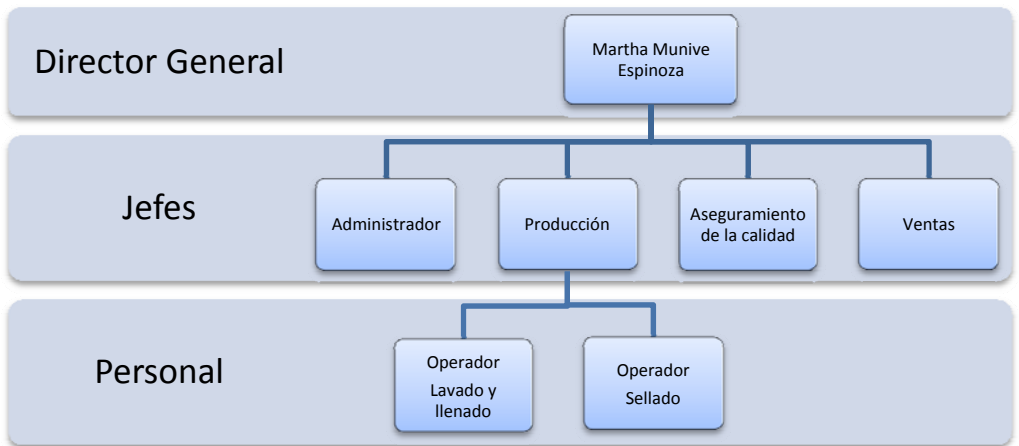 Director General
Martha Munive
Espinoza
Jefes
Administrador
Producción
Aseguramiento
de la calidad
Ventas
Personal
Operador
Lavado y
llenado
Operador
Sellado